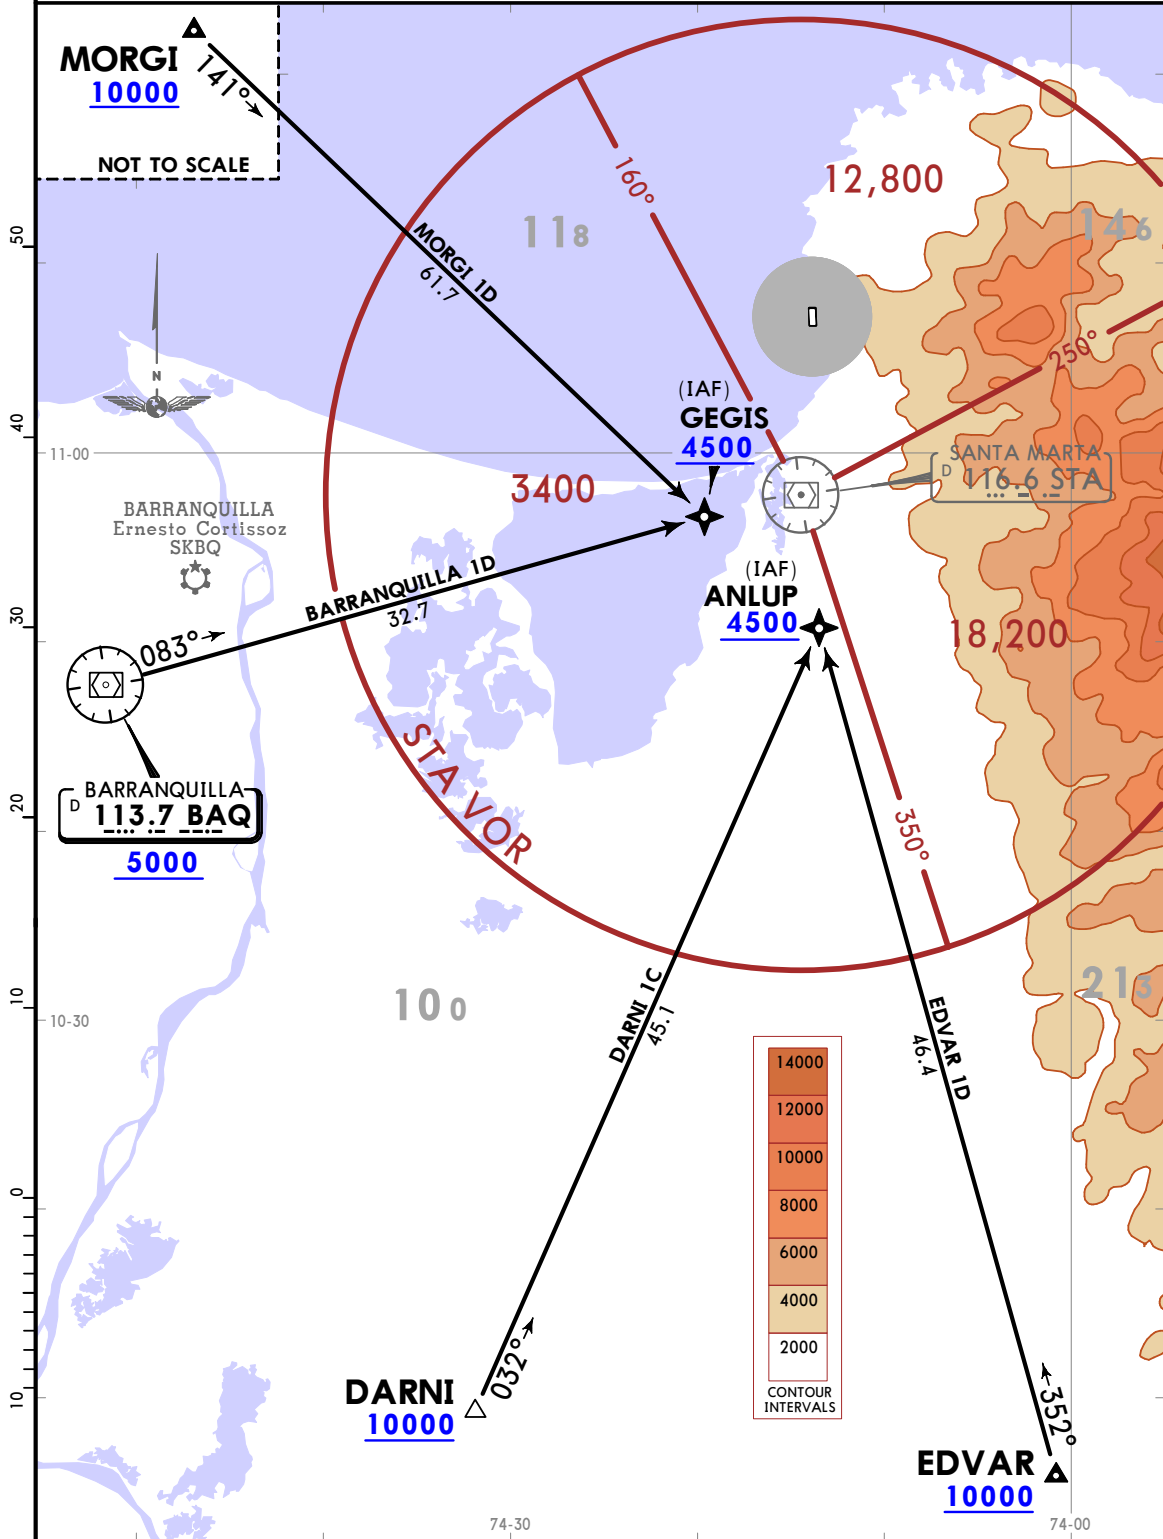 MORGI
10000
141°
NOT TO SCALE
160°
12,800
118
146
MORGI 1D
61.7
250°
N
(IAF)
GEGIS
4500
11-00
SANTA MARTA
D 116.6 STA
3400
BARRANQUILLA
Ernesto Cortissoz
SKBQ
(IAF)
ANLUP
4500
BARRANQUILLA 1D
32.7
083°
18,200
STA VOR
BARRANQUILLA
D 113.7 BAQ
5000
350°
213
100
10-30
DARNI 1C
45.1
EDVAR 1D
46.4
14000
12000
10000
8000
6000
4000
2000
CONTOUR
INTERVALS
032°
DARNI
10000
352°
EDVAR
10000
74-30
74-00
50
40
30
20
10
0
10